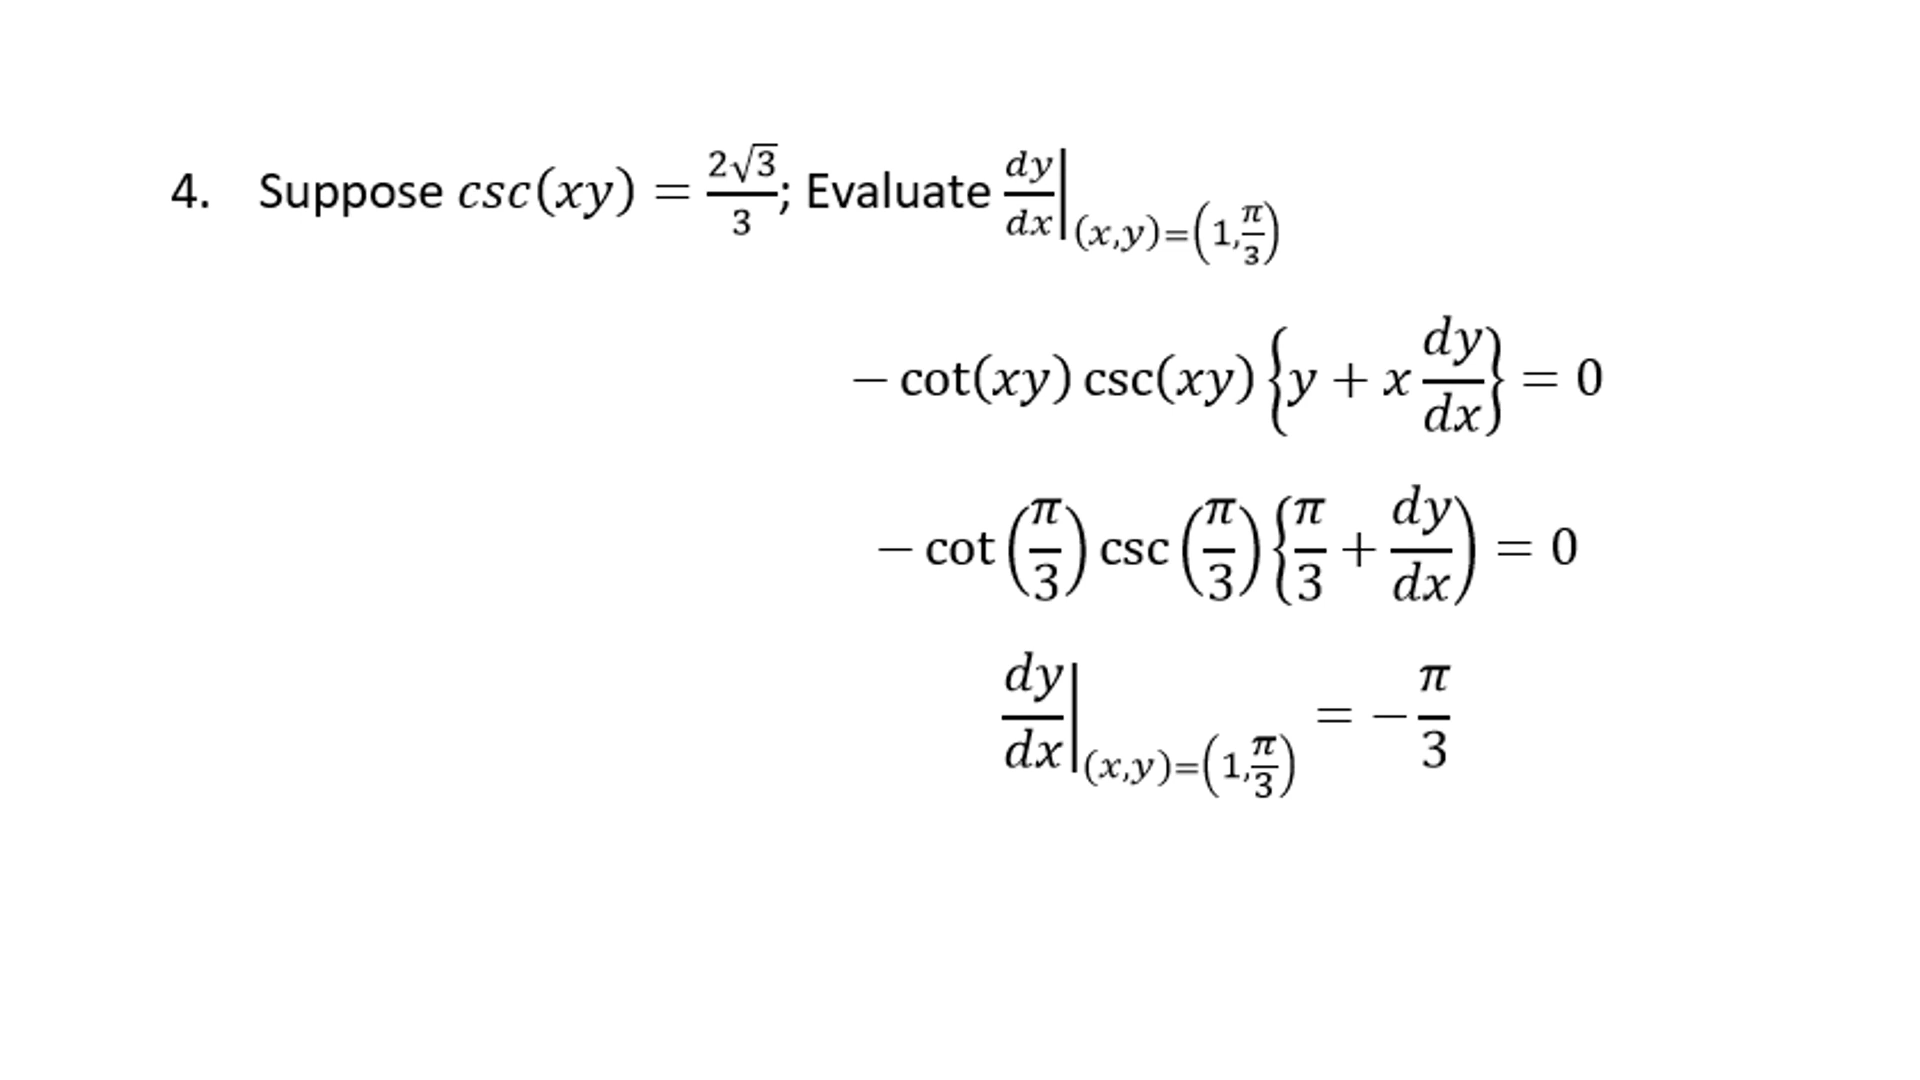 4. Suppose csc(xy) = 2√3/3; Evaluate dy/dx|(x,y)=(1,π/3)
− cot(xy) csc(xy) {y + x dy/dx} = 0
− cot(π/3) csc(π/3) {π/3 + dy/dx) = 0
dy/dx|(x,y)=(1,π/3) = − π/3